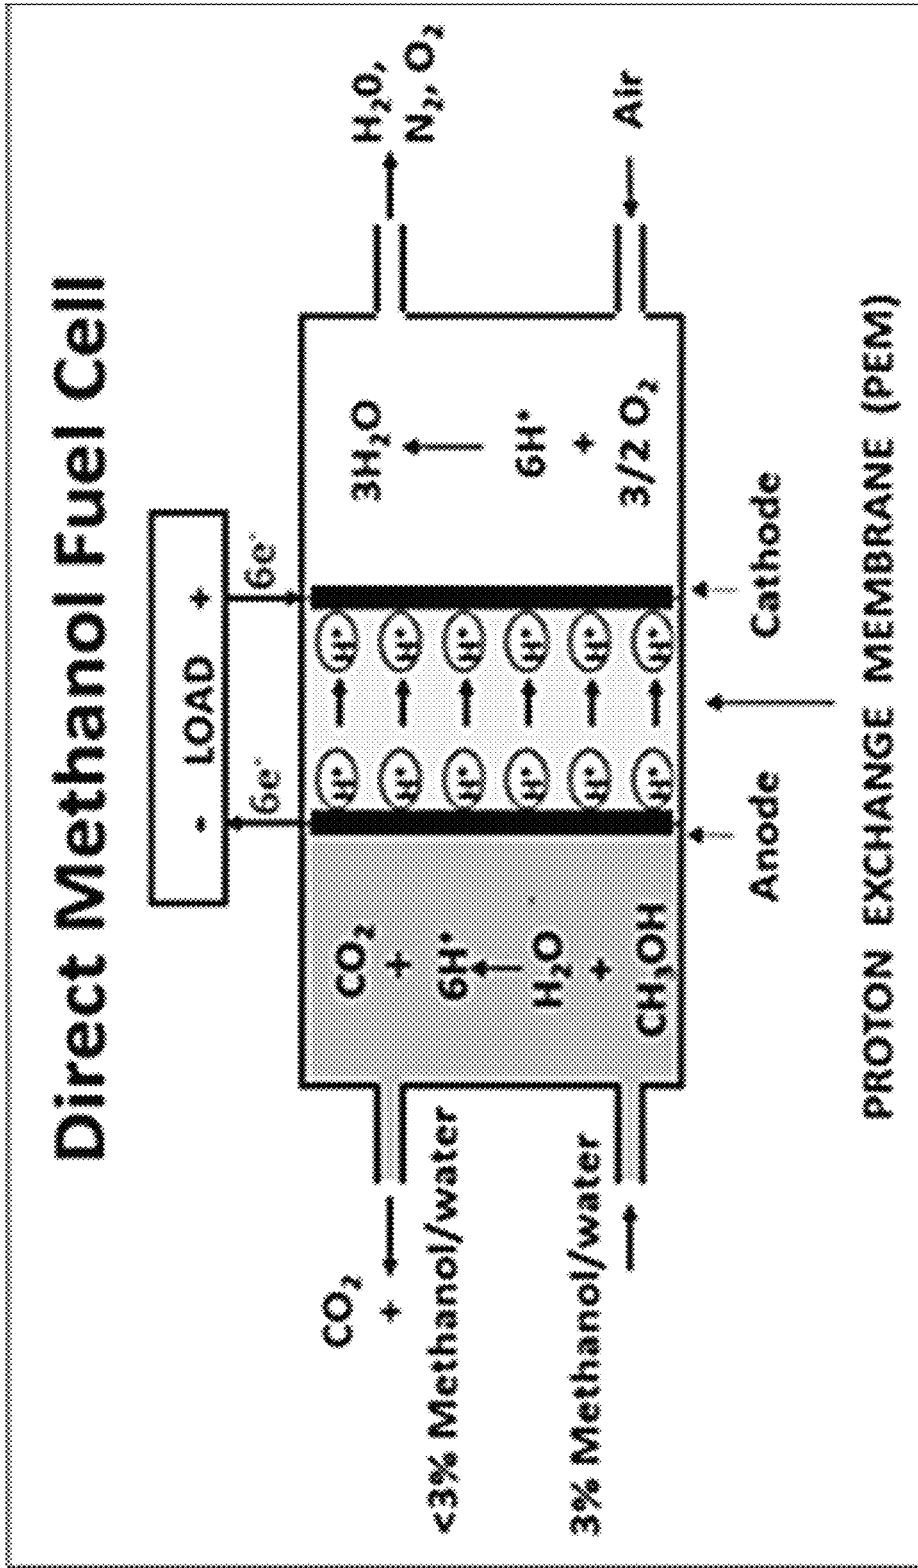 Direct Methanol Fuel Cell
- LOAD +
6e⁻
6e⁻
CO₂
+
<3% Methanol/water
3% Methanol/water
CO₂
+
6H⁺
H₂O
+
CH₃OH
H⁺ H⁺
H⁺ H⁺
H⁺ H⁺
H⁺ H⁺
H⁺ H⁺
H⁺ H⁺
3H₂O
6H⁺
+
3/2 O₂
H₂O,
N₂, O₂
Air
Anode
Cathode
PROTON EXCHANGE MEMBRANE (PEM)